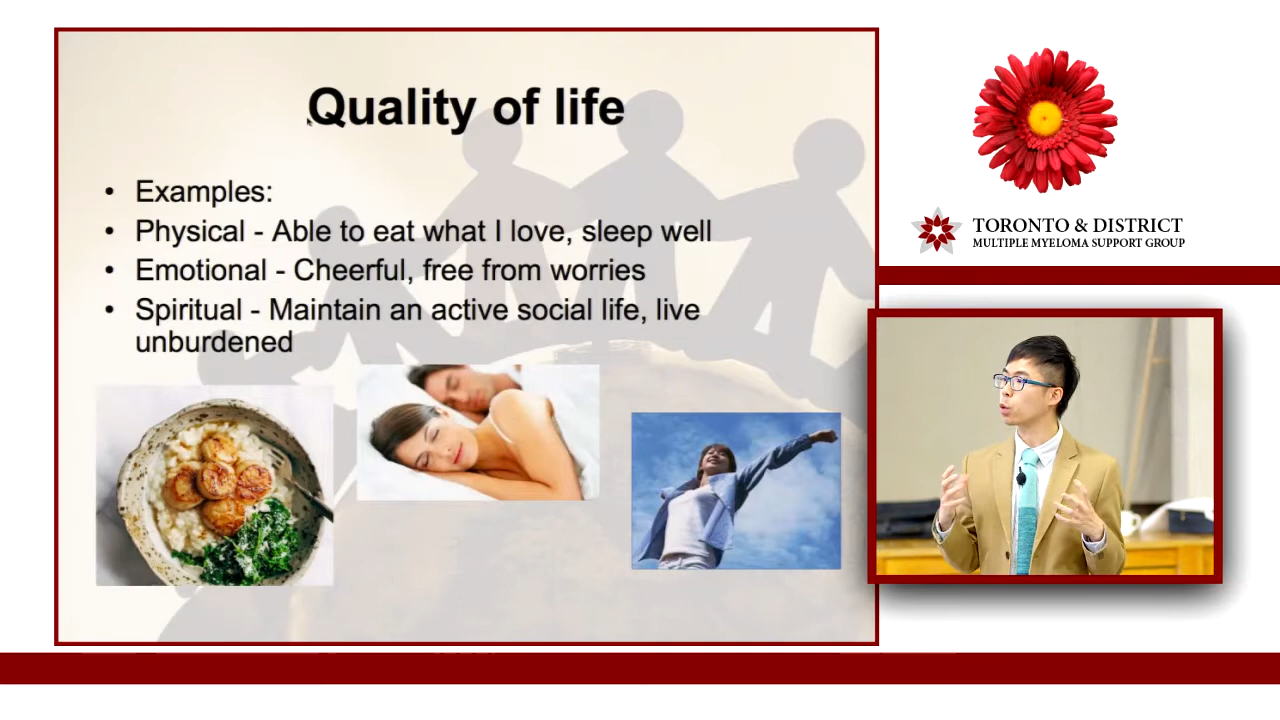 Quality of life
• Examples:
• Physical - Able to eat what I love, sleep well
• Emotional - Cheerful, free from worries
• Spiritual - Maintain an active social life, live
unburdened
TORONTO & DISTRICT
MULTIPLE MYELOMA SUPPORT GROUP